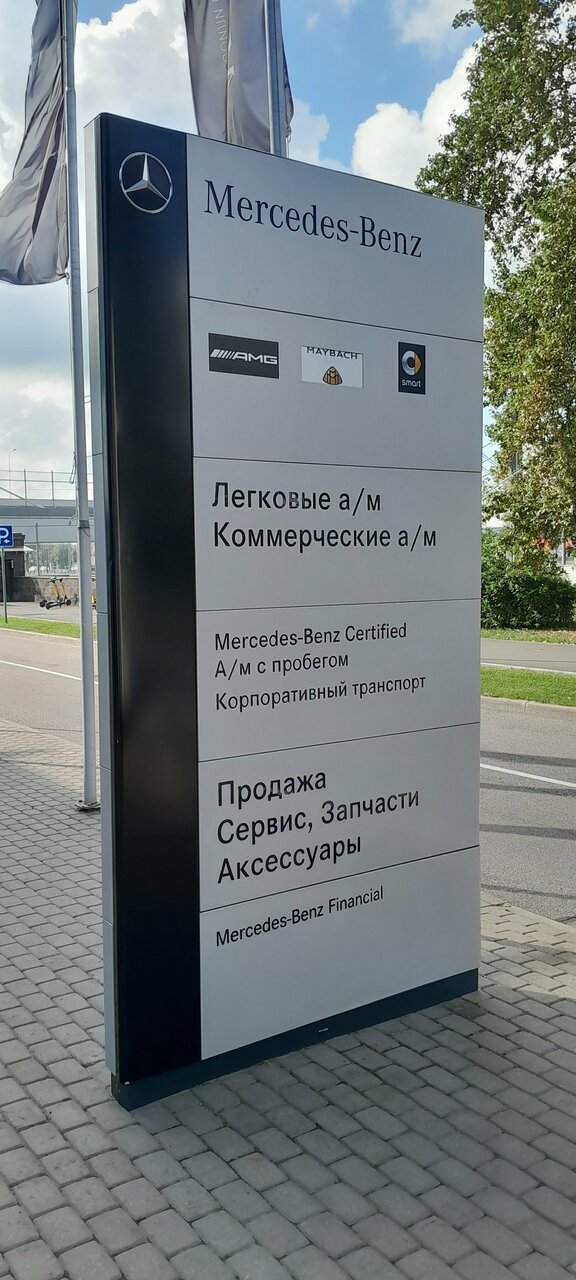 Mercedes-Benz
AMG
MAYBACH
smart
Легковые а/м
Коммерческие а/м
Mercedes-Benz Certified
А/м с пробегом
Корпоративный транспорт
Продажа
Сервис, Запчасти
Аксессуары
Mercedes-Benz Financial
P